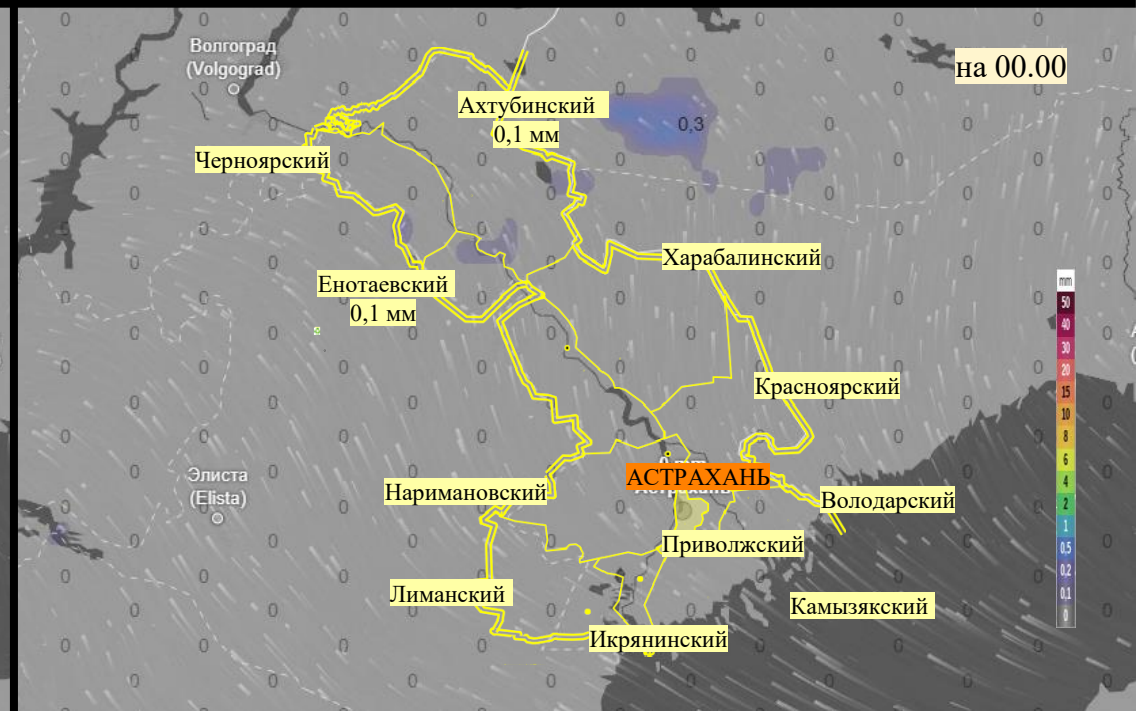 Волгоград
(Volgograd)
на 00.00
Ахтубинский
0,1 мм
0,3
Черноярский
Харабалинский
Енотаевский
0,1 мм
mm
50
40
30
20
15
10
8
6
4
2
1
0,5
0,2
0,1
0
Красноярский
Элиста
(Elista)
АСТРАХАНЬ
Наримановский
Володарский
Приволжский
Лиманский
Камызякский
Икрянинский